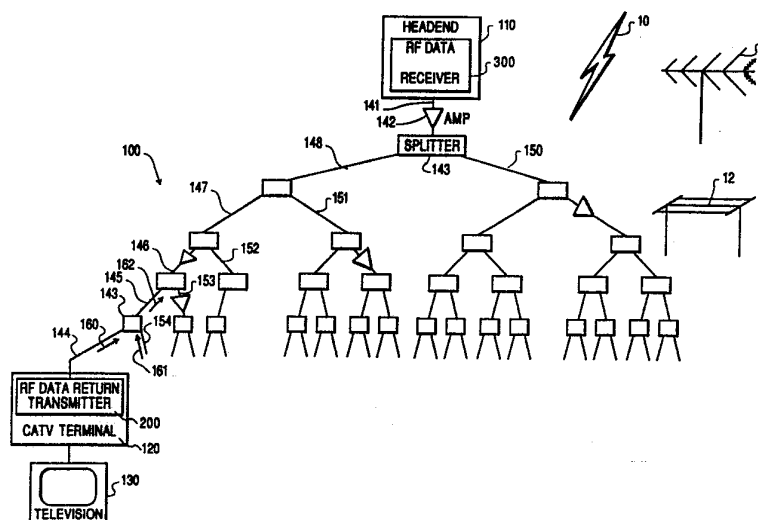 HEADEND
110
10
RF DATA
RECEIVER
300
141
142
AMP
148
SPLITTER
143
150
100
147
151
12
146
152
162
145
153
143
160
154
144
161
RF DATA RETURN
TRANSMITTER
200
CATV TERMINAL
120
130
TELEVISION